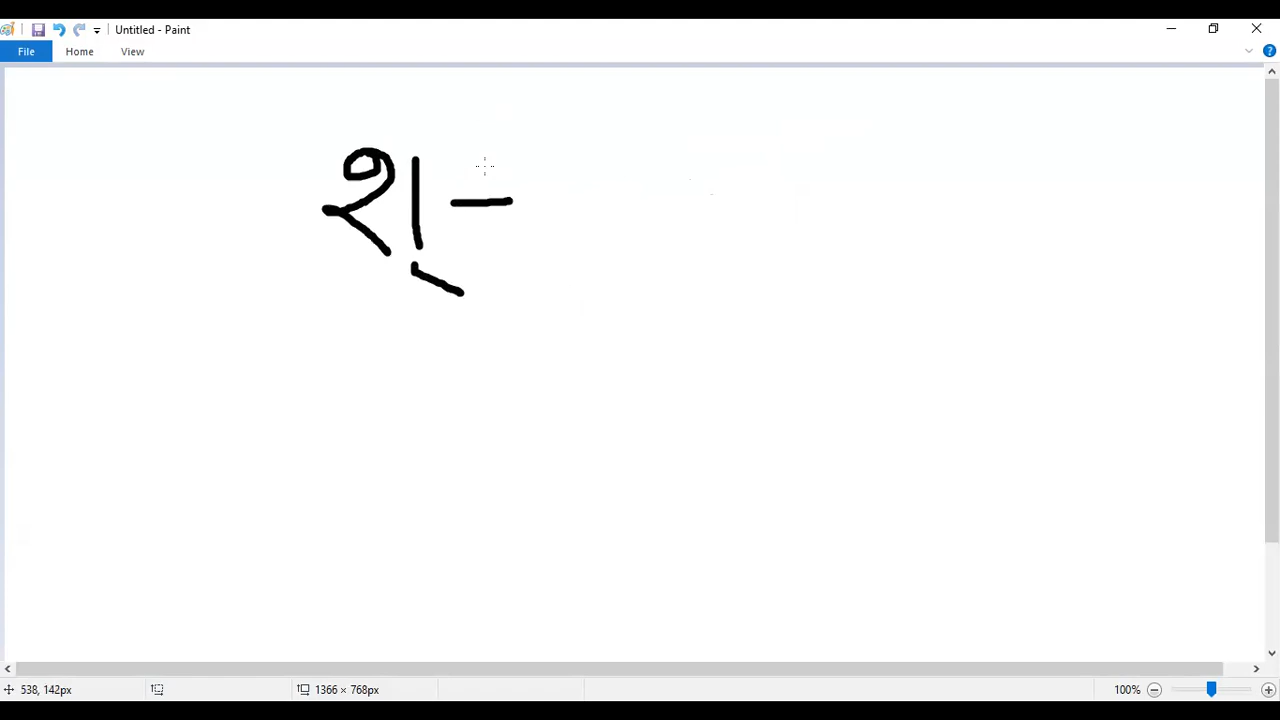 Untitled - Paint
File Home View
श् –
538, 142px 1366 × 768px 100%